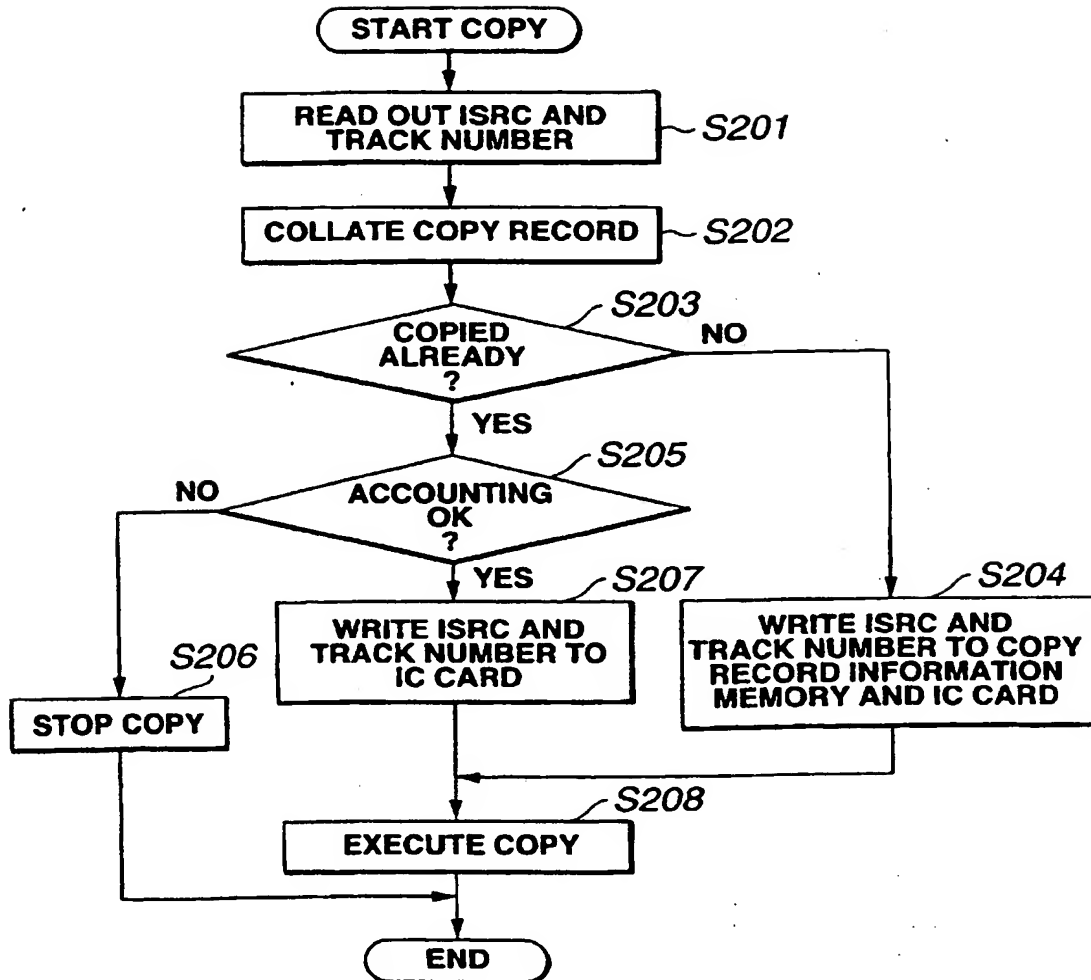 START COPY
READ OUT ISRC AND
TRACK NUMBER
S201
COLLATE COPY RECORD
S202
S203
COPIED
ALREADY
?
NO
YES
S205
NO
ACCOUNTING
OK
?
YES
S207
S204
WRITE ISRC AND
TRACK NUMBER TO
IC CARD
WRITE ISRC AND
TRACK NUMBER TO COPY
RECORD INFORMATION
MEMORY AND IC CARD
S206
STOP COPY
S208
EXECUTE COPY
END